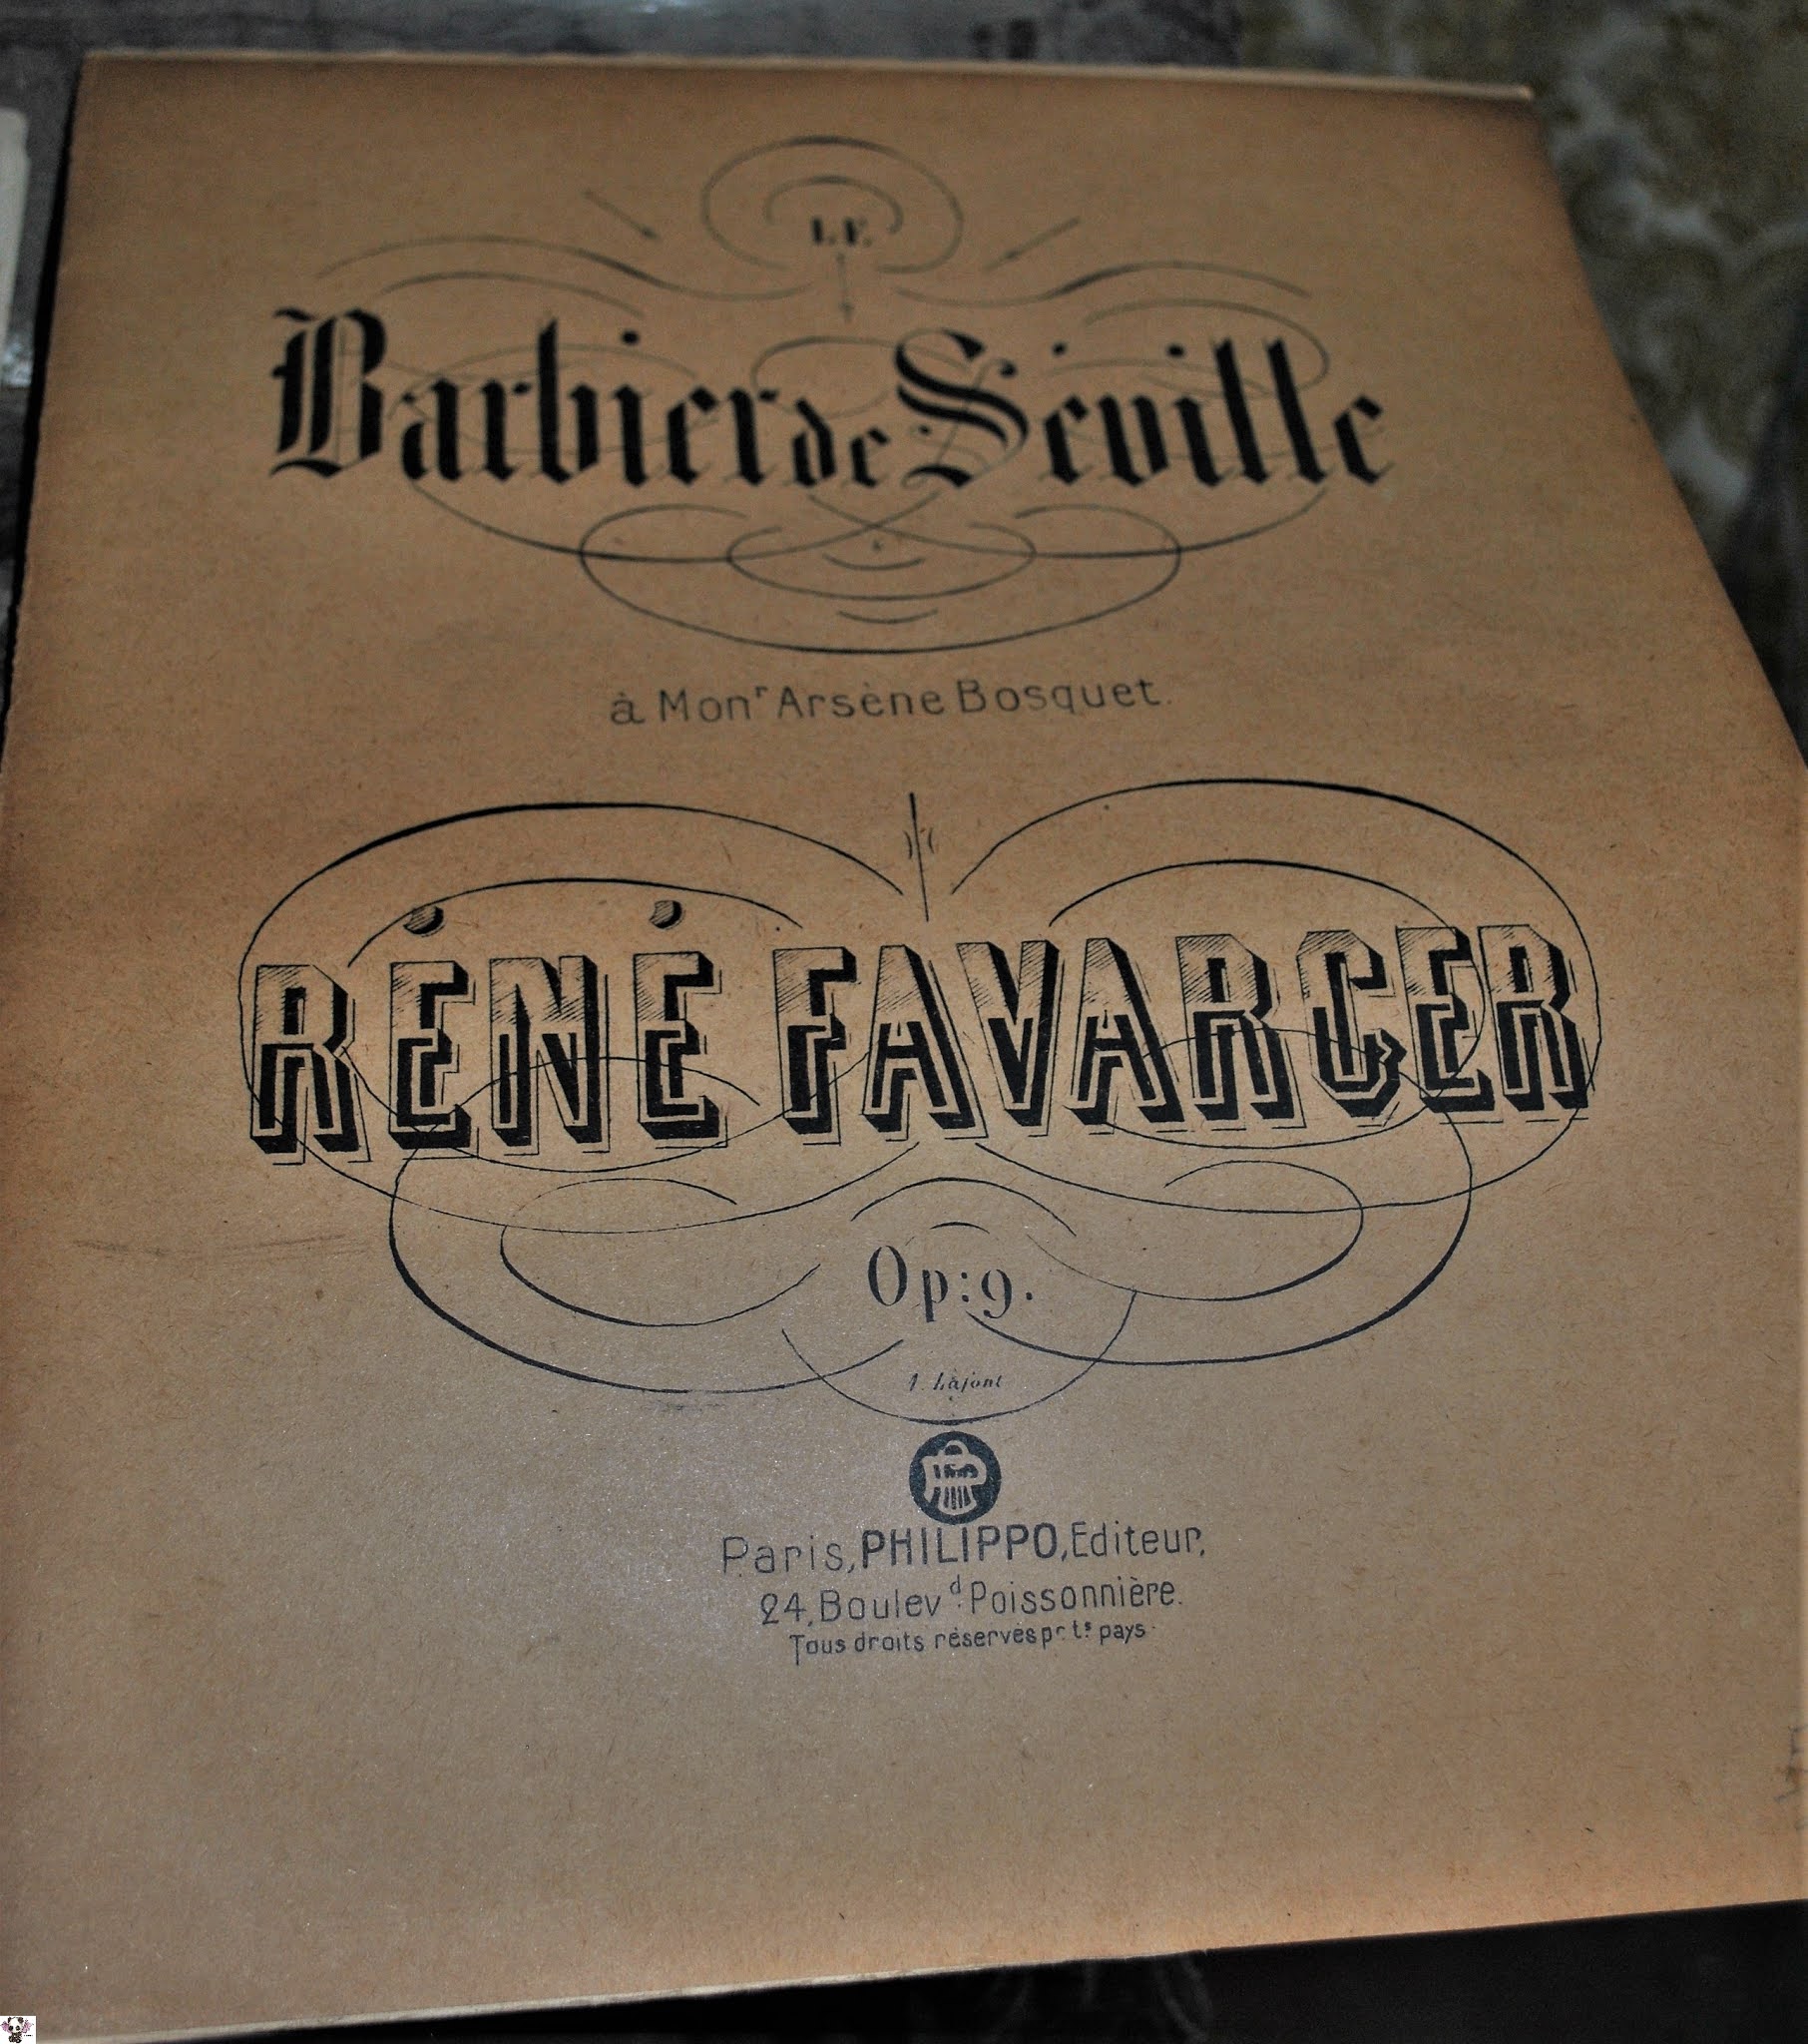 LE
Barbier de Séville
à Monr Arsène Bosquet.
RÉNÉ FAVARGER
Op: 9.
Lafont
Paris, PHILIPPO, Editeur,
24, Boulevd. Poissonnière.
Tous droits réservés pr. ts pays.